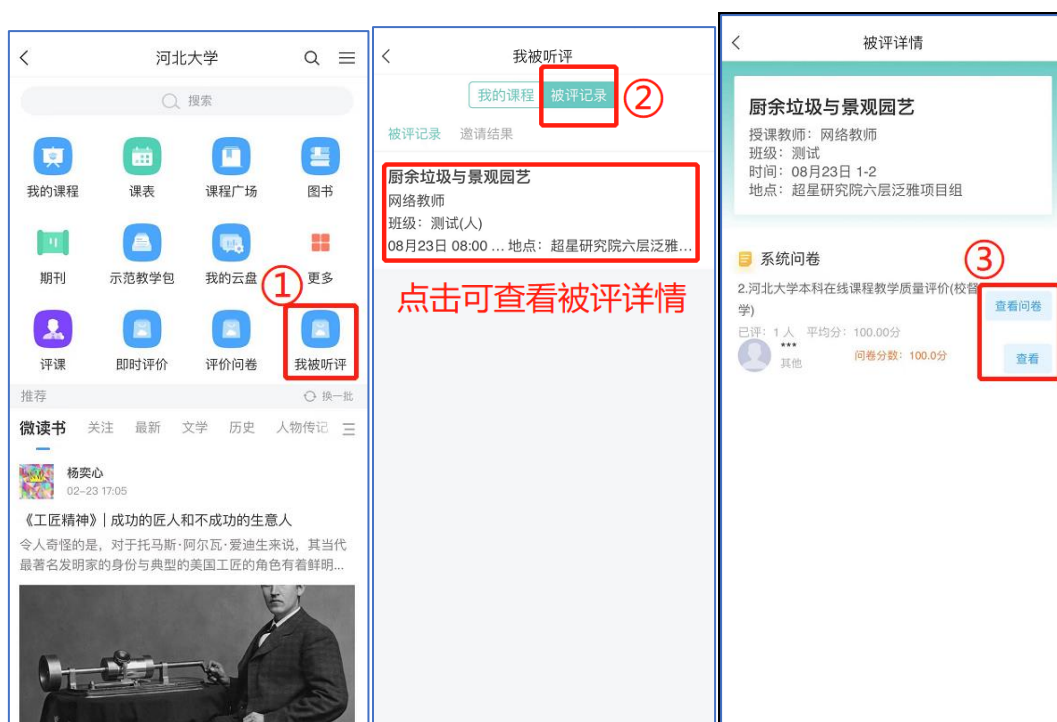 河北大学
搜索
我的课程 课表 课程广场 图书
期刊 示范教学包 我的云盘 更多
①
评课 即时评价 评价问卷 我被听评
推荐 换一批
微读书 关注 最新 文学 历史 人物传记
杨奕心
02-23 17:05
《工匠精神》| 成功的匠人和不成功的生意人
令人奇怪的是，对于托马斯·阿尔瓦·爱迪生来说，其当代
最著名发明家的身份与典型的美国工匠的角色有着鲜明...
我被听评
我的课程 被评记录 ②
被评记录 邀请结果
厨余垃圾与景观园艺
网络教师
班级：测试(人)
08月23日 08:00 ... 地点：超星研究院六层泛雅...
点击可查看被评详情
被评详情
厨余垃圾与景观园艺
授课教师：网络教师
班级：测试
时间：08月23日 1-2
地点：超星研究院六层泛雅项目组
系统问卷
③
2.河北大学本科在线课程教学质量评价(校督
学)
查看问卷
已评：1 人 平均分：100.00分
***
其他
问卷分数：100.0分
查看